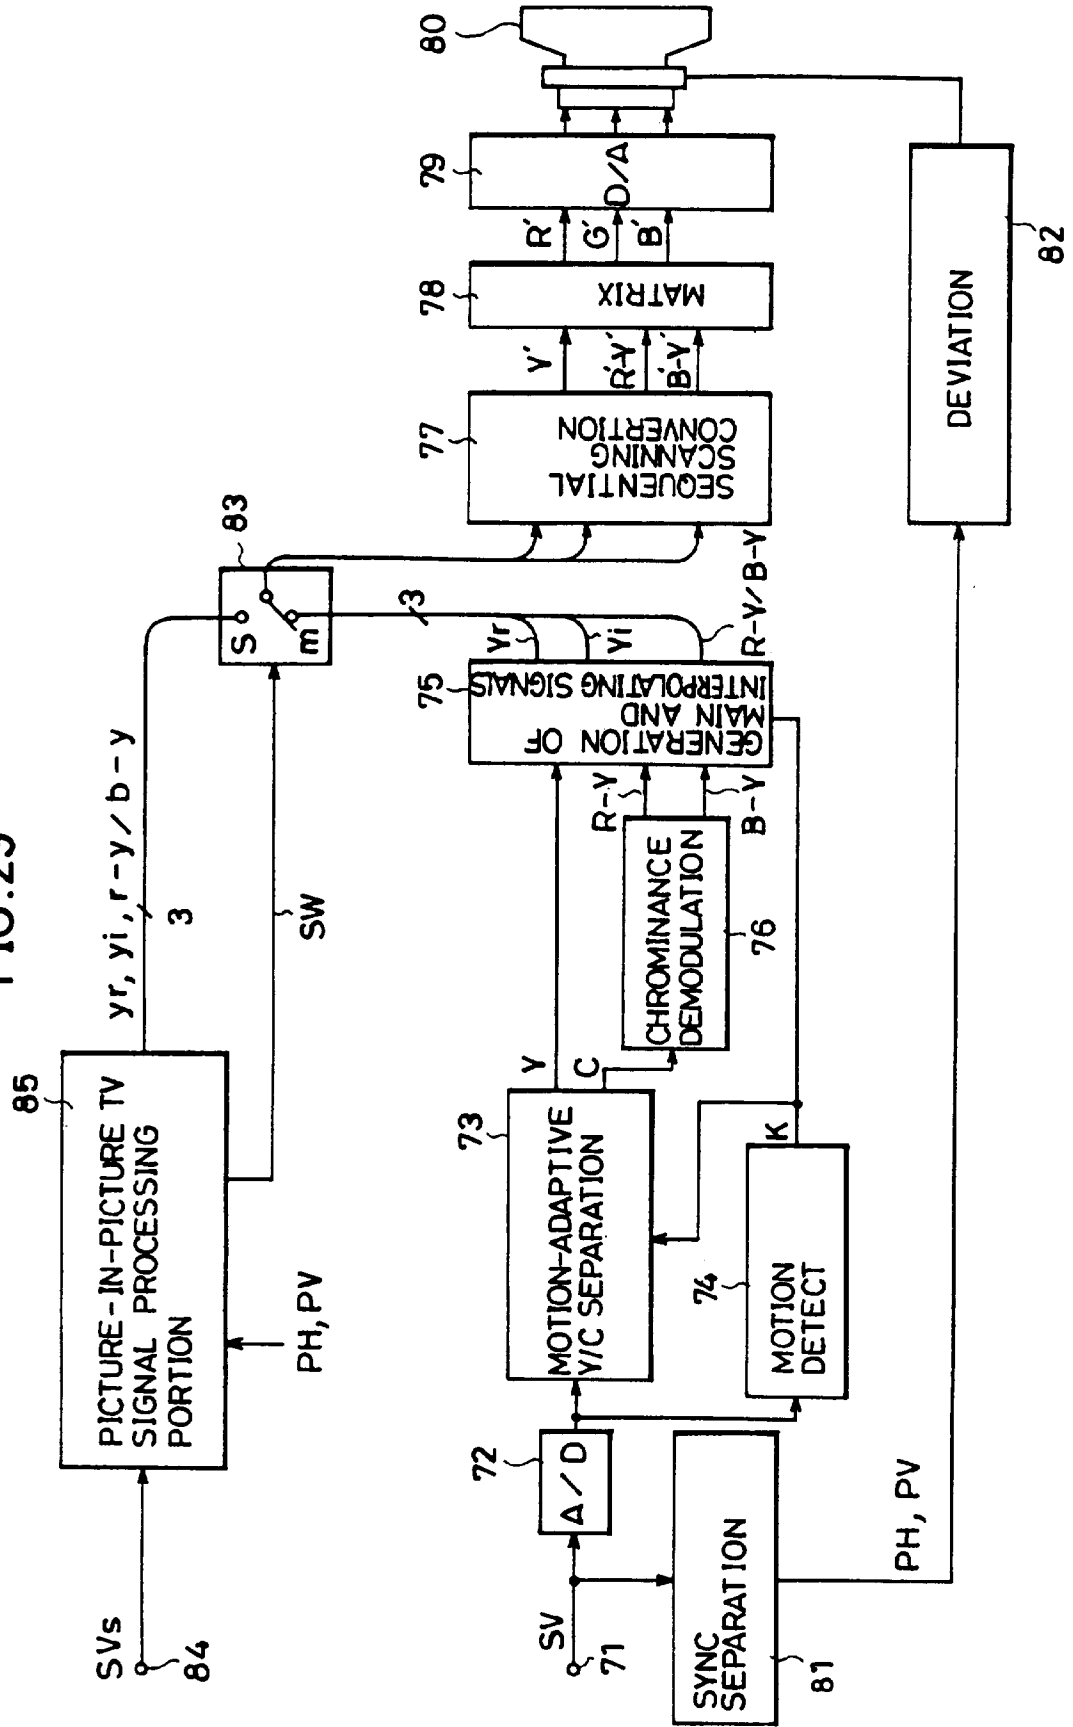 85
PICTURE-IN-PICTURE TV
SIGNAL PROCESSING
PORTION
SVs
84
PH, PV
yr, yi, r-y/b-y
3
SW
83
S
m
3
Yr
Yi
R-Y/B-Y
SV
71
72
A/D
73
MOTION-ADAPTIVE
Y/C SEPARATION
Y
C
74
MOTION
DETECT
K
CHROMINANCE
DEMODULATION
76
R-Y
B-Y
75
GENERATION OF
MAIN AND
INTERPOLATING SIGNALS
77
SEQUENTIAL
SCANNING
CONVERTION
Y'
R'-Y'
B'-Y'
78
MATRIX
R'
G'
B'
79
D/A
80
SYNC
SEPARATION
81
PH, PV
DEVIATION
82